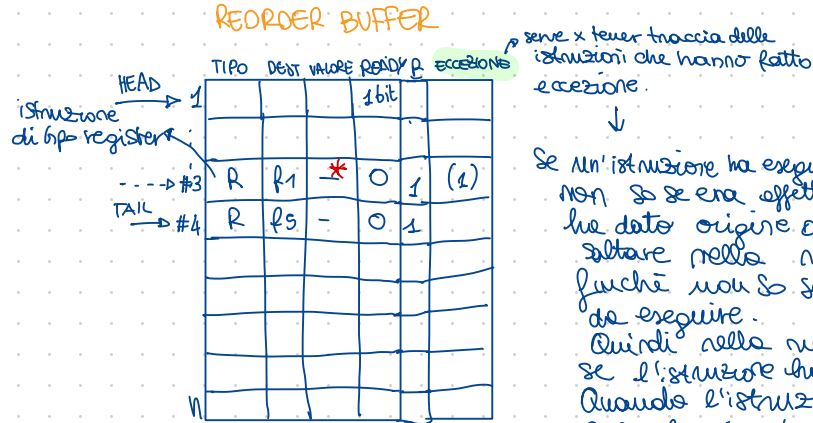 REORDER BUFFER
serve x tener traccia delle
istruzioni che hanno fatto
eccezione.
TIPO DEST VALORE READY B ECCEZIONE
HEAD
1 1bit
istruzione
di tipo register
#3 R f1 -* 0 1 (1)
TAIL
#4 R f5 - 0 1
n
Se un'istruzione ha esegu
non so se era effett
ha dato origine
saltare nella
finchè non so s
da eseguire.
Quindi nella
se l'istruzione ha
Quando l'istruz